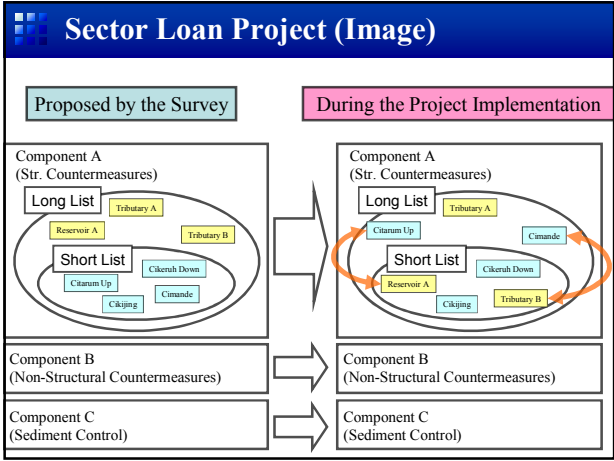 Sector Loan Project (Image)
Proposed by the Survey
During the Project Implementation
Component A
(Str. Countermeasures)
Long List
Tributary A
Reservoir A
Tributary B
Short List
Cikeruh Down
Citarum Up
Cimande
Cikijing
Component B
(Non-Structural Countermeasures)
Component C
(Sediment Control)
Component A
(Str. Countermeasures)
Long List
Tributary A
Citarum Up
Cimande
Short List
Cikeruh Down
Reservoir A
Tributary B
Cikijing
Component B
(Non-Structural Countermeasures)
Component C
(Sediment Control)